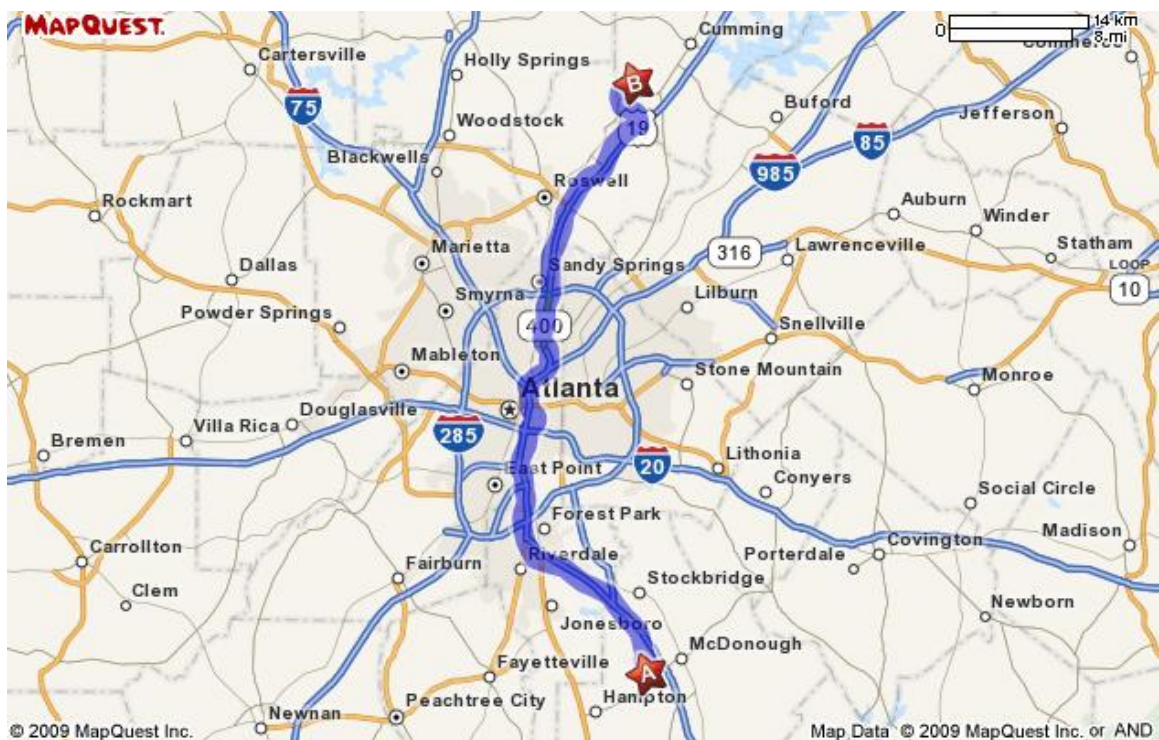 MAPQUEST.
14 km
0
8 mi
Cumming
Cartersville
Holly Springs
B
Commerce
75
Buford
Woodstock
19
Jefferson
85
Blackwells
985
Roswell
Rockmart
Auburn
Winder
Marietta
316
Lawrenceville
Statham
Dallas
Sandy Springs
LOOP
10
Smyrna
Lilburn
Powder Springs
400
Snellville
Mableton
Stone Mountain
Monroe
Atlanta
Douglasville
Villa Rica
285
Bremen
20
Lithonia
East Point
Conyers
Social Circle
Forest Park
Madison
Carrollton
Riverdale
Porterdale
Covington
Fairburn
Stockbridge
Clem
Newborn
Jonesboro
McDonough
Fayetteville
A
Peachtree City
Hampton
Newnan
© 2009 MapQuest Inc.
Map Data © 2009 MapQuest Inc. or AND